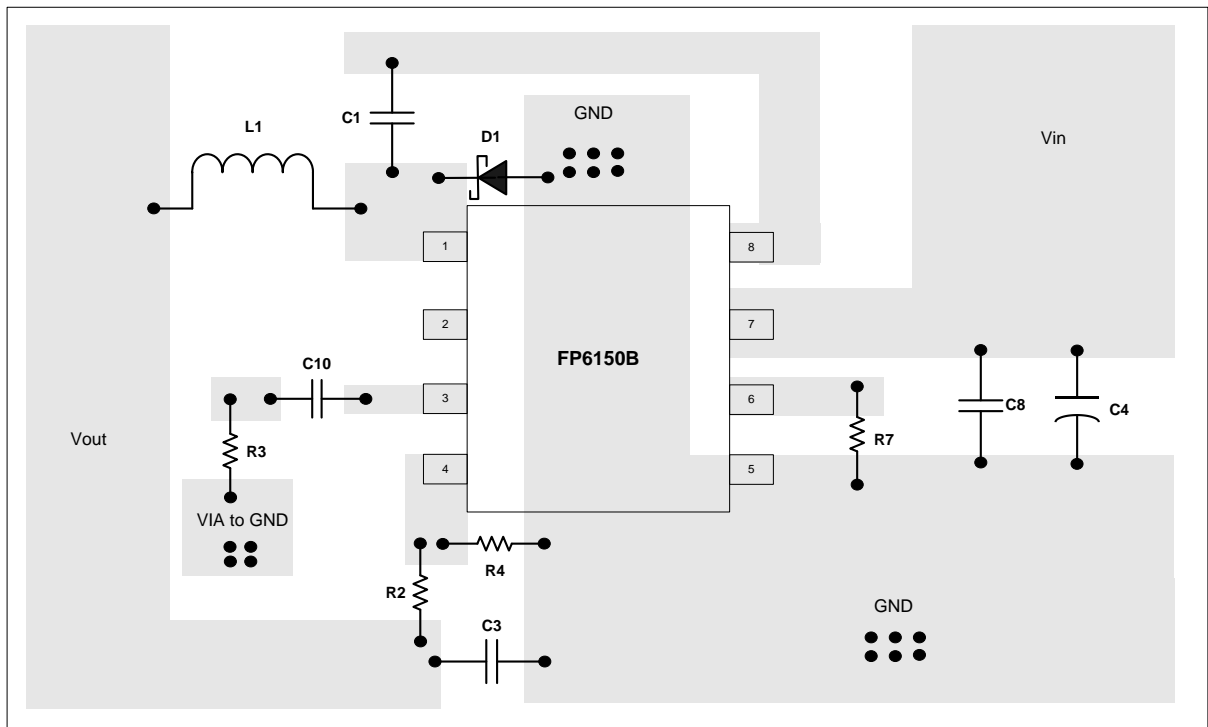 GND
C1
D1
L1
Vin
1
8
2
7
FP6150B
C10
3
6
C8
C4
Vout
R3
R7
4
5
VIA to GND
R4
R2
GND
C3